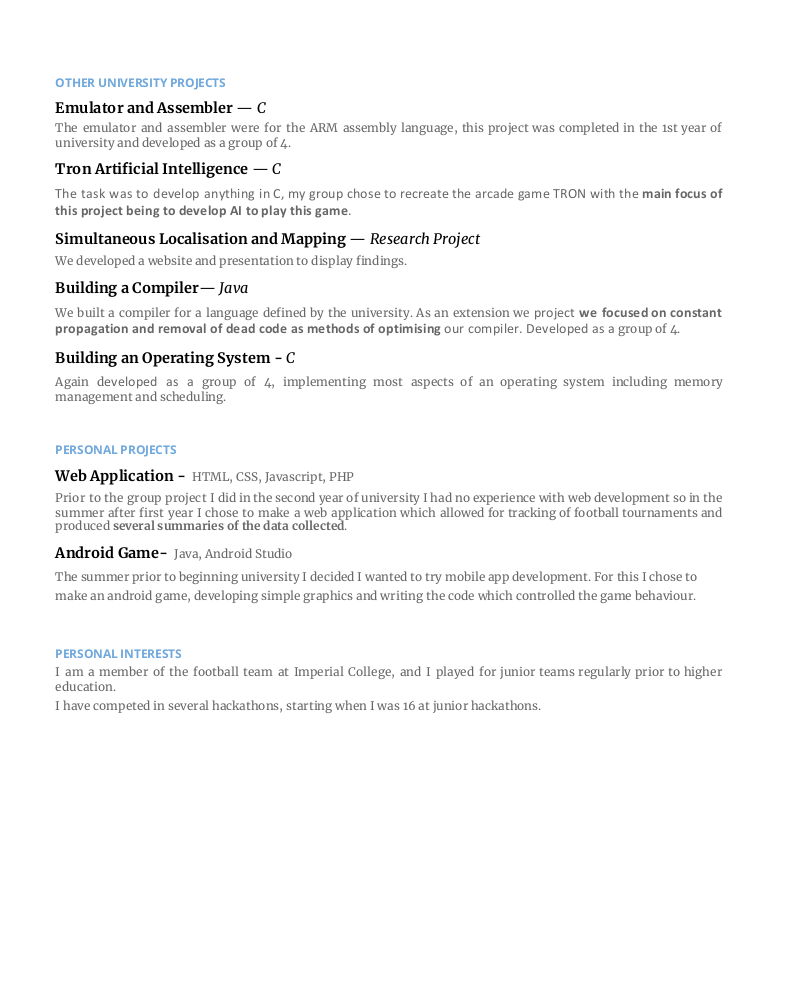 OTHER UNIVERSITY PROJECTS
Emulator and Assembler — C
The emulator and assembler were for the ARM assembly language, this project was completed in the 1st year of
university and developed as a group of 4.
Tron Artificial Intelligence — C
The task was to develop anything in C, my group chose to recreate the arcade game TRON with the main focus of
this project being to develop AI to play this game.
Simultaneous Localisation and Mapping — Research Project
We developed a website and presentation to display findings.
Building a Compiler— Java
We built a compiler for a language defined by the university. As an extension we project we focused on constant
propagation and removal of dead code as methods of optimising our compiler. Developed as a group of 4.
Building an Operating System - C
Again developed as a group of 4, implementing most aspects of an operating system including memory
management and scheduling.
PERSONAL PROJECTS
Web Application - HTML, CSS, Javascript, PHP
Prior to the group project I did in the second year of university I had no experience with web development so in the
summer after first year I chose to make a web application which allowed for tracking of football tournaments and
produced several summaries of the data collected.
Android Game- Java, Android Studio
The summer prior to beginning university I decided I wanted to try mobile app development. For this I chose to
make an android game, developing simple graphics and writing the code which controlled the game behaviour.
PERSONAL INTERESTS
I am a member of the football team at Imperial College, and I played for junior teams regularly prior to higher
education.
I have competed in several hackathons, starting when I was 16 at junior hackathons.